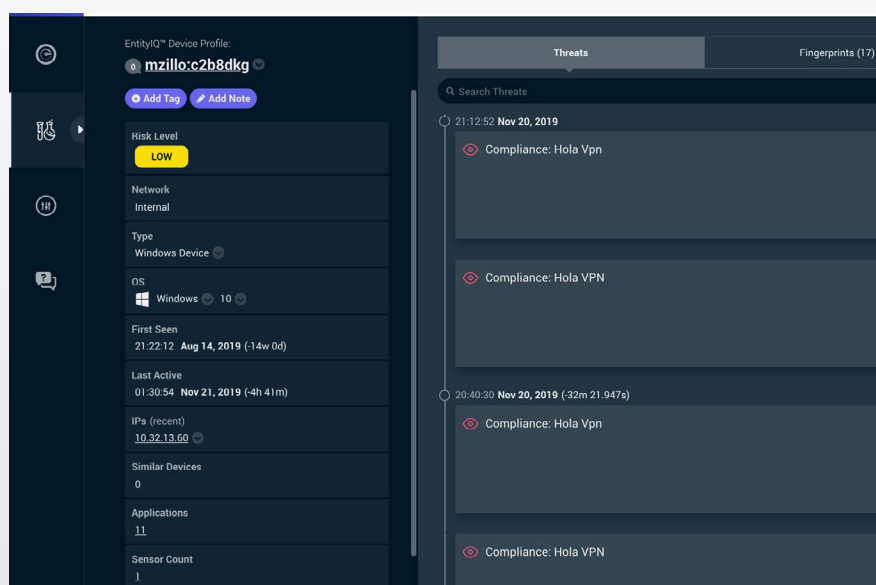 EntityIQ™ Device Profile:
0 mzillo:c2b8dkg
Add Tag
Add Note
Risk Level
LOW
Network
Internal
Type
Windows Device
OS
Windows 10
First Seen
21:22:12 Aug 14, 2019 (-14w 0d)
Last Active
01:30:54 Nov 21, 2019 (-4h 41m)
IPs (recent)
10.32.13.60
Similar Devices
0
Applications
11
Sensor Count
1
Threats
Fingerprints (17)
Search Threats
21:12:52 Nov 20, 2019
Compliance: Hola Vpn
Compliance: Hola VPN
20:40:30 Nov 20, 2019 (-32m 21.947s)
Compliance: Hola Vpn
Compliance: Hola VPN